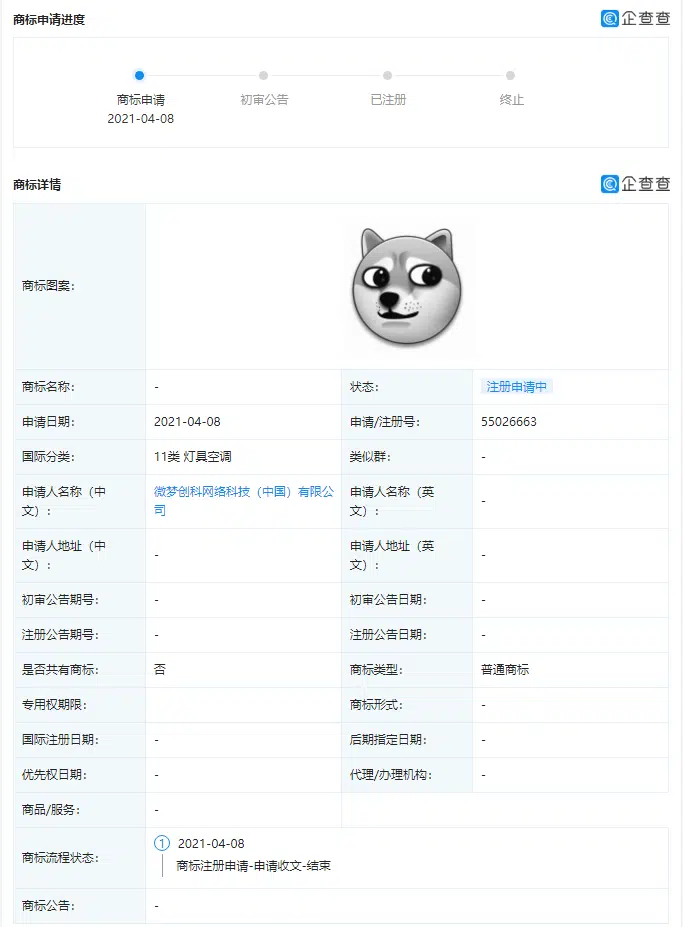 商标申请进度
企查查
商标申请
初审公告
已注册
终止
2021-04-08
商标详情
企查查
商标图案：
商标名称： - 状态： 注册申请中
申请日期： 2021-04-08 申请/注册号： 55026663
国际分类： 11类 灯具空调 类似群： -
申请人名称（中
文）：
微梦创科网络科技（中国）有限公
司
申请人名称（英
文）：
-
申请人地址（中
文）：
-
申请人地址（英
文）：
-
初审公告期号： - 初审公告日期： -
注册公告期号： - 注册公告日期： -
是否共有商标： 否 商标类型： 普通商标
专用权期限： 商标形式： -
国际注册日期： - 后期指定日期： -
优先权日期： - 代理/办理机构： -
商品/服务： -
商标流程状态：
1 2021-04-08
商标注册申请-申请收文-结束
商标公告： -